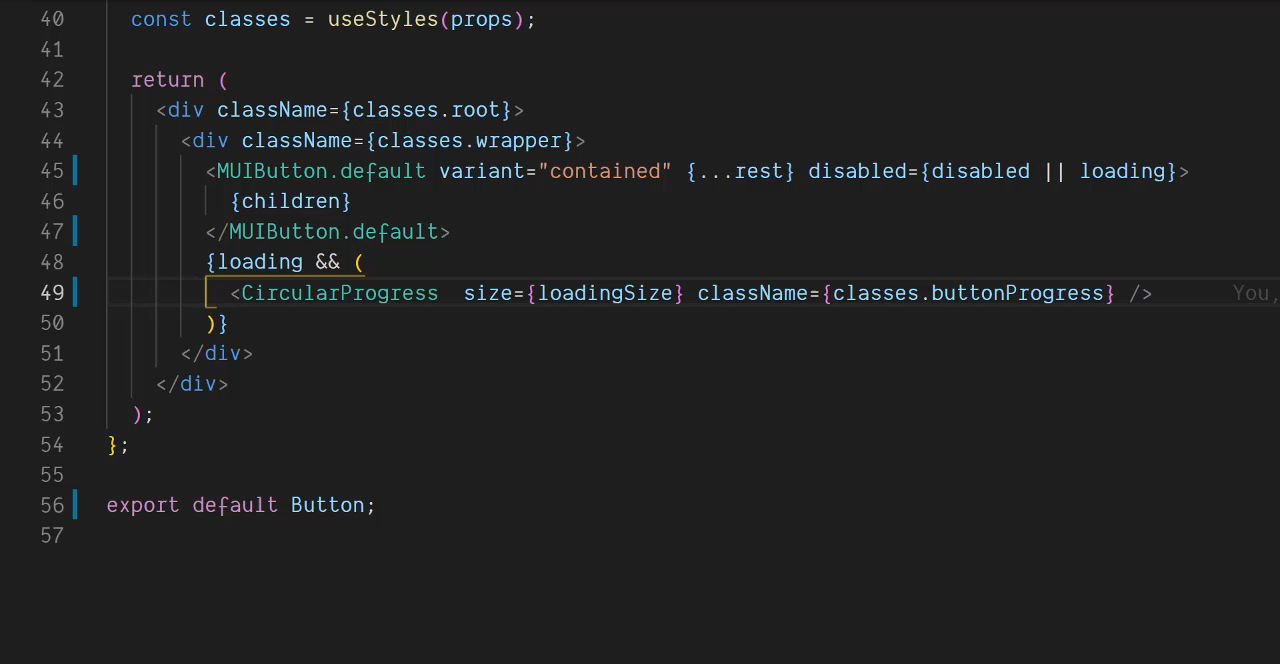 40 const classes = useStyles(props);
41
42 return (
43 <div className={classes.root}>
44 <div className={classes.wrapper}>
45 <MUIButton.default variant="contained" {...rest} disabled={disabled || loading}>
46 {children}
47 </MUIButton.default>
48 {loading && (
49 <CircularProgress  size={loadingSize} className={classes.buttonProgress} /> You,
50 )}
51 </div>
52 </div>
53 );
54 };
55
56 export default Button;
57